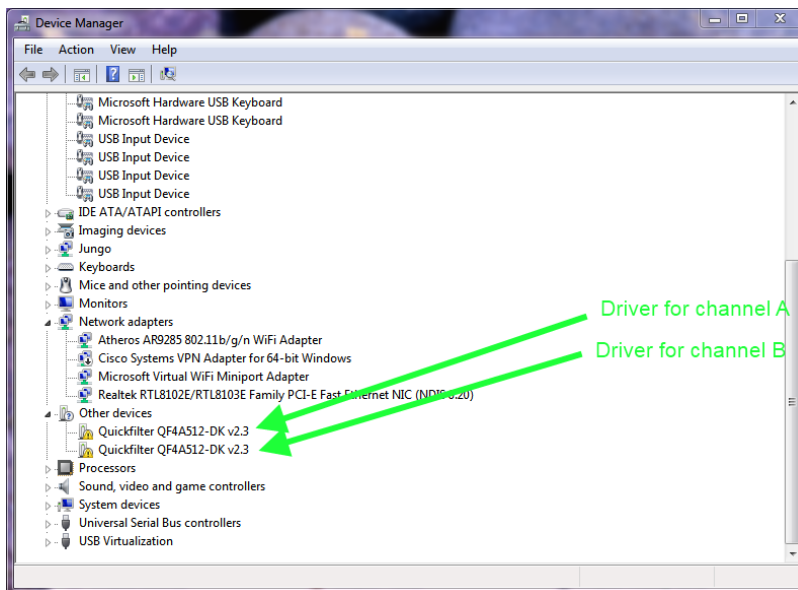 Device Manager
File Action View Help
Microsoft Hardware USB Keyboard
Microsoft Hardware USB Keyboard
USB Input Device
USB Input Device
USB Input Device
USB Input Device
IDE ATA/ATAPI controllers
Imaging devices
Jungo
Keyboards
Mice and other pointing devices
Monitors
Driver for channel A
Network adapters
Atheros AR9285 802.11b/g/n WiFi Adapter
Driver for channel B
Cisco Systems VPN Adapter for 64-bit Windows
Microsoft Virtual WiFi Miniport Adapter
Realtek RTL8102E/RTL8103E Family PCI-E Fast Ethernet NIC (NDIS 6.20)
Other devices
Quickfilter QF4A512-DK v2.3
Quickfilter QF4A512-DK v2.3
Processors
Sound, video and game controllers
System devices
Universal Serial Bus controllers
USB Virtualization